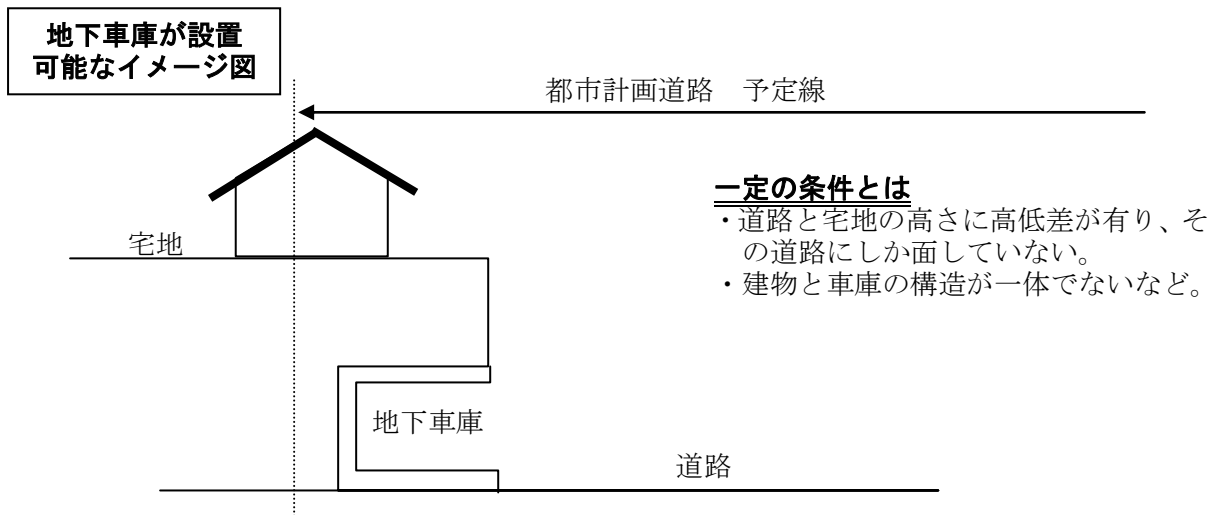 地下車庫が設置
可能なイメージ図
都市計画道路　予定線
一定の条件とは
・道路と宅地の高さに高低差が有り、そ
の道路にしか面していない。
・建物と車庫の構造が一体でないなど。
宅地
地下車庫
道路